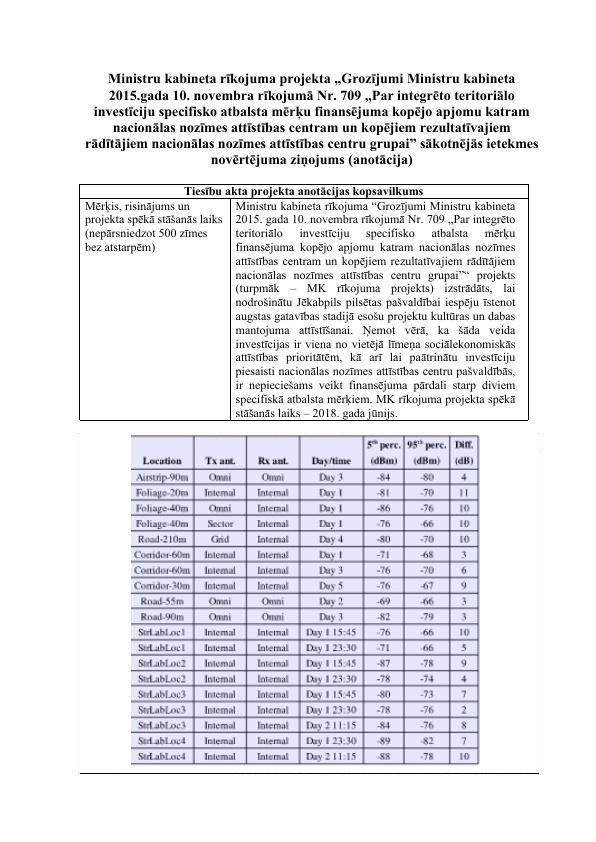 Ministru kabineta rīkojuma projekta „Grozījumi Ministru kabineta
2015.gada 10. novembra rīkojumā Nr. 709 „Par integrēto teritoriālo
investīciju specifisko atbalsta mērķu finansējuma kopējo apjomu katram
nacionālas nozīmes attīstības centram un kopējiem rezultatīvajiem
rādītājiem nacionālas nozīmes attīstības centru grupai” sākotnējās ietekmes
novērtējuma ziņojums (anotācija)
Tiesību akta projekta anotācijas kopsavilkums
Mērķis, risinājums un
projekta spēkā stāšanās laiks
(nepārsniedzot 500 zīmes
bez atstarpēm)
Ministru kabineta rīkojuma “Grozījumi Ministru kabineta
2015. gada 10. novembra rīkojumā Nr. 709 „Par integrēto
teritoriālo investīciju specifisko atbalsta mērķu
finansējuma kopējo apjomu katram nacionālas nozīmes
attīstības centram un kopējiem rezultatīvajiem rādītājiem
nacionālas nozīmes attīstības centru grupai”“ projekts
(turpmāk – MK rīkojuma projekts) izstrādāts, lai
nodrošinātu Jēkabpils pilsētas pašvaldībai iespēju īstenot
augstas gatavības stadijā esošu projektu kultūras un dabas
mantojuma attīstīšanai. Ņemot vērā, ka šāda veida
investīcijas ir viena no vietējā līmeņa sociālekonomiskās
attīstības prioritātēm, kā arī lai paātrinātu investīciju
piesaisti nacionālās nozīmes attīstības centru pašvaldībās,
ir nepieciešams veikt finansējuma pārdali starp diviem
specifiskā atbalsta mērķiem. MK rīkojuma projekta spēkā
stāšanās laiks – 2018. gada jūnijs.
Location Tx ant. Rx ant. Day/time 5th perc. (dBm) 95th perc. (dBm) Diff. (dB)
Airstrip-90m Omni Omni Day 3 -84 -80 4
Foliage-20m Internal Internal Day 1 -81 -70 11
Foliage-40m Omni Internal Day 1 -86 -76 10
Foliage-40m Sector Internal Day 1 -76 -66 10
Road-210m Grid Internal Day 4 -80 -70 10
Corridor-60m Internal Internal Day 1 -71 -68 3
Corridor-60m Internal Internal Day 3 -76 -70 6
Corridor-30m Internal Internal Day 5 -76 -67 9
Road-55m Omni Omni Day 2 -69 -66 3
Road-90m Omni Omni Day 3 -82 -79 3
StrLabLoc1 Internal Internal Day 1 15:45 -76 -66 10
StrLabLoc1 Internal Internal Day 1 23:30 -71 -66 5
StrLabLoc2 Internal Internal Day 1 15:45 -87 -78 9
StrLabLoc2 Internal Internal Day 1 23:30 -78 -74 4
StrLabLoc3 Internal Internal Day 1 15:45 -80 -73 7
StrLabLoc3 Internal Internal Day 1 23:30 -78 -76 2
StrLabLoc3 Internal Internal Day 2 11:15 -84 -76 8
StrLabLoc4 Internal Internal Day 1 23:30 -89 -82 7
StrLabLoc4 Internal Internal Day 2 11:15 -88 -78 10